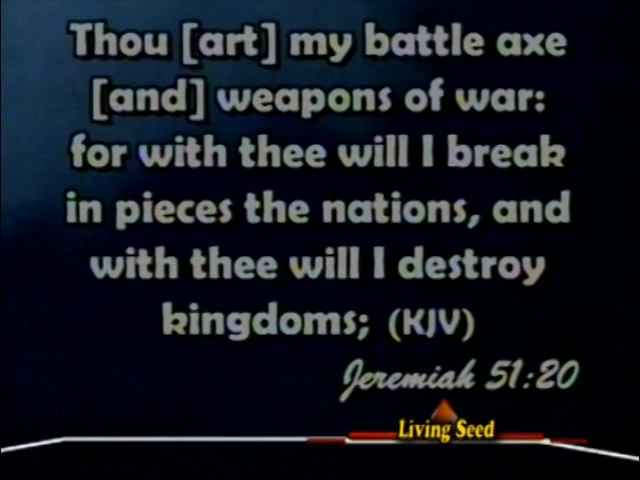 Thou [art] my battle axe
[and] weapons of war:
for with thee will I break
in pieces the nations, and
with thee will I destroy
kingdoms; (KJV)
Jeremiah 51:20
Living Seed